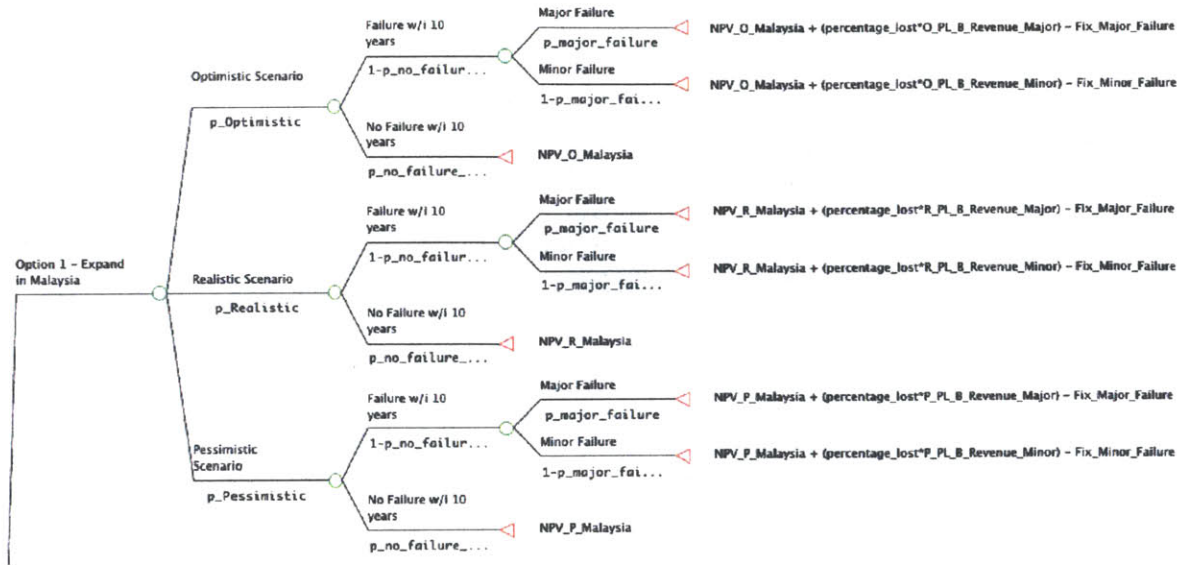 Major Failure
Failure w/i 10
years
p_major_failure
NPV_O_Malaysia + (percentage_lost*O_PL_B_Revenue_Major) – Fix_Major_Failure
1-p_no_failur...
Minor Failure
1-p_major_fai...
NPV_O_Malaysia + (percentage_lost*O_PL_B_Revenue_Minor) – Fix_Minor_Failure
Optimistic Scenario
p_Optimistic
No Failure w/i 10
years
p_no_failure_...
NPV_O_Malaysia
Major Failure
Failure w/i 10
years
p_major_failure
NPV_R_Malaysia + (percentage_lost*R_PL_B_Revenue_Major) – Fix_Major_Failure
1-p_no_failur...
Minor Failure
1-p_major_fai...
NPV_R_Malaysia + (percentage_lost*R_PL_B_Revenue_Minor) – Fix_Minor_Failure
Option 1 – Expand
in Malaysia
Realistic Scenario
p_Realistic
No Failure w/i 10
years
p_no_failure_...
NPV_R_Malaysia
Major Failure
Failure w/i 10
years
p_major_failure
NPV_P_Malaysia + (percentage_lost*P_PL_B_Revenue_Major) – Fix_Major_Failure
1-p_no_failur...
Minor Failure
1-p_major_fai...
NPV_P_Malaysia + (percentage_lost*P_PL_B_Revenue_Minor) – Fix_Minor_Failure
Pessimistic
Scenario
p_Pessimistic
No Failure w/i 10
years
p_no_failure_...
NPV_P_Malaysia